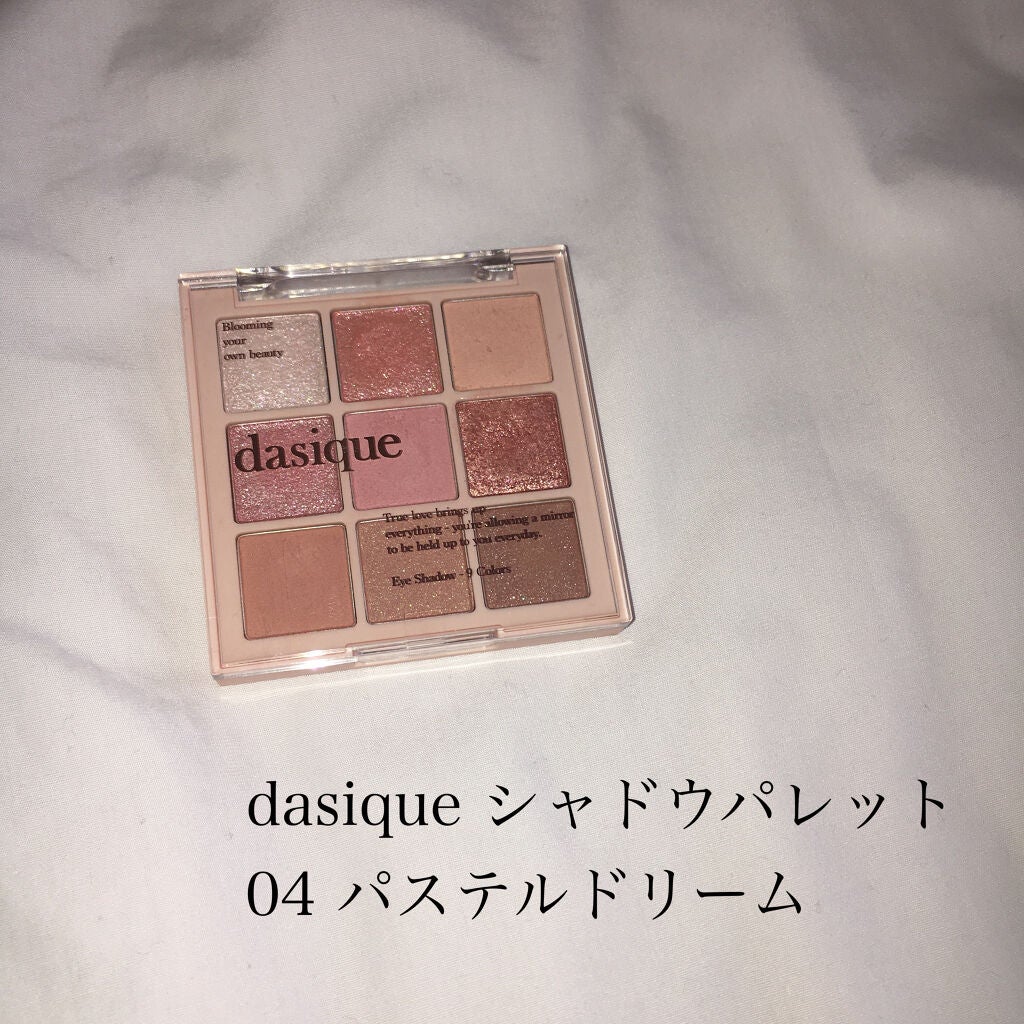 Blooming
your
own beauty
dasique
True love brings up
everything - you're allowing a mirror
to be held up to you everyday.
Eye Shadow - 9 Colors
dasique シャドウパレット
04 パステルドリーム